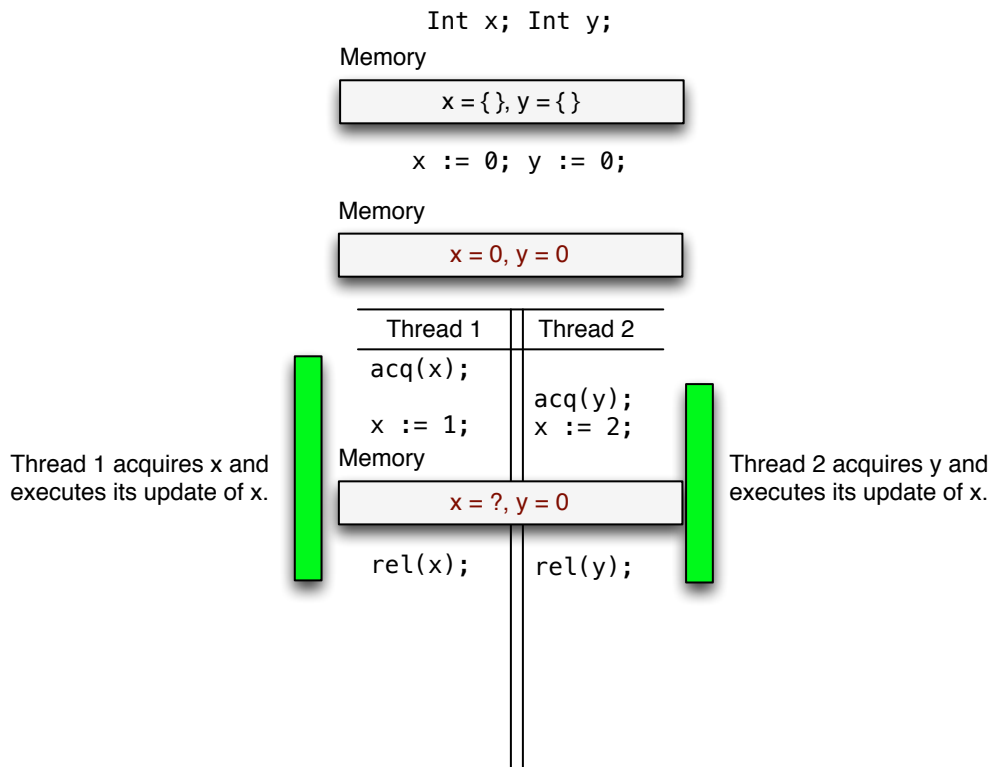 Int x; Int y;
Memory
x = { }, y = { }
x := 0; y := 0;
Memory
x = 0, y = 0
Thread 1 Thread 2
acq(x);
acq(y);
x := 1; x := 2;
Memory
Thread 1 acquires x and
executes its update of x.
x = ?, y = 0
Thread 2 acquires y and
executes its update of x.
rel(x); rel(y);